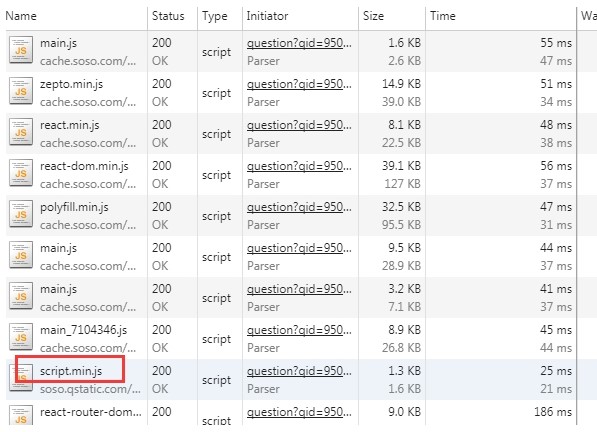 Name Status Type Initiator Size Time Wa
JS main.js 200 script question?qid=950... 1.6 KB 55 ms
cache.soso.com/... OK Parser 2.6 KB 47 ms
JS zepto.min.js 200 script question?qid=950... 14.9 KB 51 ms
cache.soso.com/... OK Parser 39.0 KB 34 ms
JS react.min.js 200 script question?qid=950... 8.1 KB 48 ms
cache.soso.com/... OK Parser 22.5 KB 38 ms
JS react-dom.min.js 200 script question?qid=950... 39.1 KB 56 ms
cache.soso.com/... OK Parser 127 KB 37 ms
JS polyfill.min.js 200 script question?qid=950... 32.5 KB 47 ms
cache.soso.com/... OK Parser 95.5 KB 31 ms
JS main.js 200 script question?qid=950... 9.5 KB 44 ms
cache.soso.com/... OK Parser 28.9 KB 37 ms
JS main.js 200 script question?qid=950... 3.2 KB 41 ms
cache.soso.com/... OK Parser 7.1 KB 37 ms
JS main_7104346.js 200 script question?qid=950... 8.9 KB 45 ms
cache.soso.com/... OK Parser 26.8 KB 44 ms
JS script.min.js 200 script question?qid=950... 1.3 KB 25 ms
soso.qstatic.com/... OK Parser 1.6 KB 21 ms
react-router-dom... 200 script question?qid=950... 9.0 KB 186 ms